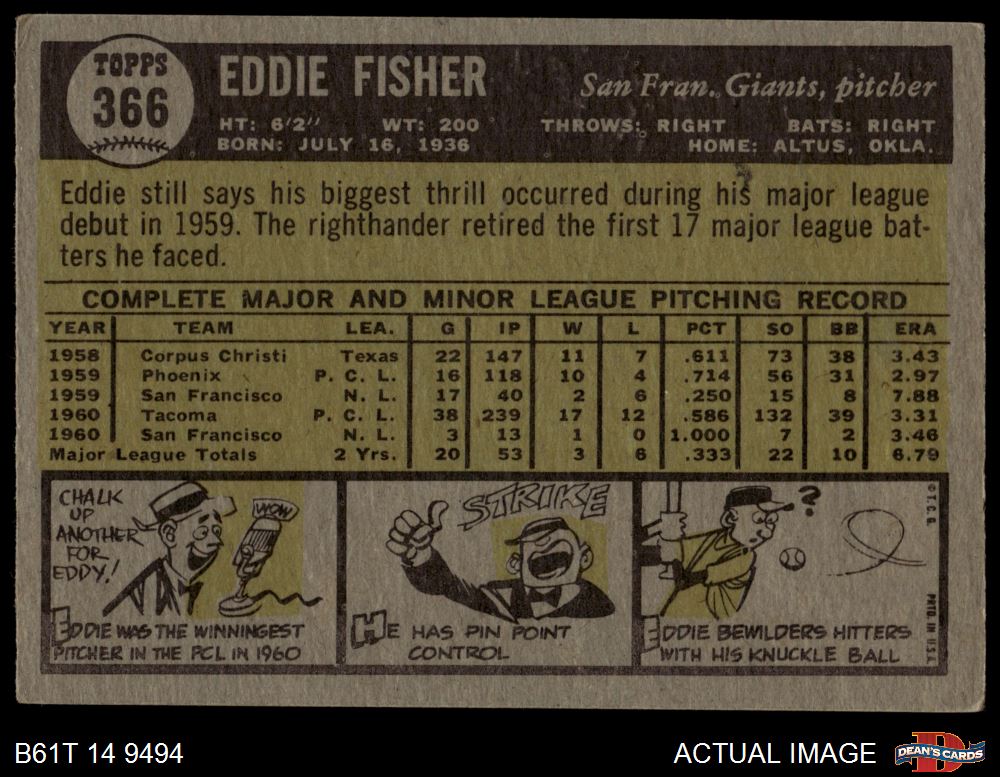 TOPPS
366
EDDIE FISHER
San Fran. Giants, pitcher
HT: 6'2" WT: 200 THROWS: RIGHT BATS: RIGHT
BORN: JULY 16, 1936 HOME: ALTUS, OKLA.
Eddie still says his biggest thrill occurred during his major league
debut in 1959. The righthander retired the first 17 major league bat-
ters he faced.
COMPLETE MAJOR AND MINOR LEAGUE PITCHING RECORD
YEAR TEAM LEA. G IP W L PCT SO BB ERA
1958 Corpus Christi Texas 22 147 11 7 .611 73 38 3.43
1959 Phoenix P. C. L. 16 118 10 4 .714 56 31 2.97
1959 San Francisco N. L. 17 40 2 6 .250 15 8 7.88
1960 Tacoma P. C. L. 38 239 17 12 .586 132 39 3.31
1960 San Francisco N. L. 3 13 1 0 1.000 7 2 3.46
Major League Totals 2 Yrs. 20 53 3 6 .333 22 10 6.79
CHALK
UP
ANOTHER
FOR
EDDY!
WOW
EDDIE WAS THE WINNINGEST
PITCHER IN THE PCL IN 1960
STRIKE
HE HAS PIN POINT
CONTROL
?
EDDIE BEWILDERS HITTERS
WITH HIS KNUCKLE BALL
© T. C. G.
PRTD. IN U.S.A.
B61T 14 9494
ACTUAL IMAGE
D
DEAN'S CARDS